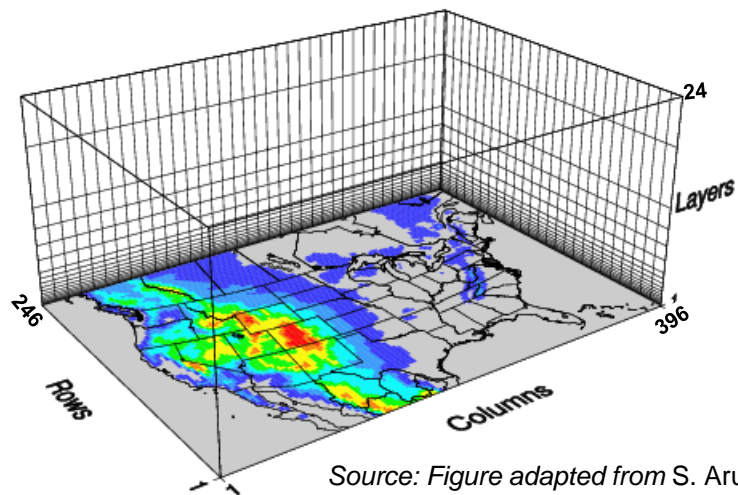 24
Layers
1
246
396
Rows
Columns
1
1
Source: Figure adapted from S. Aru